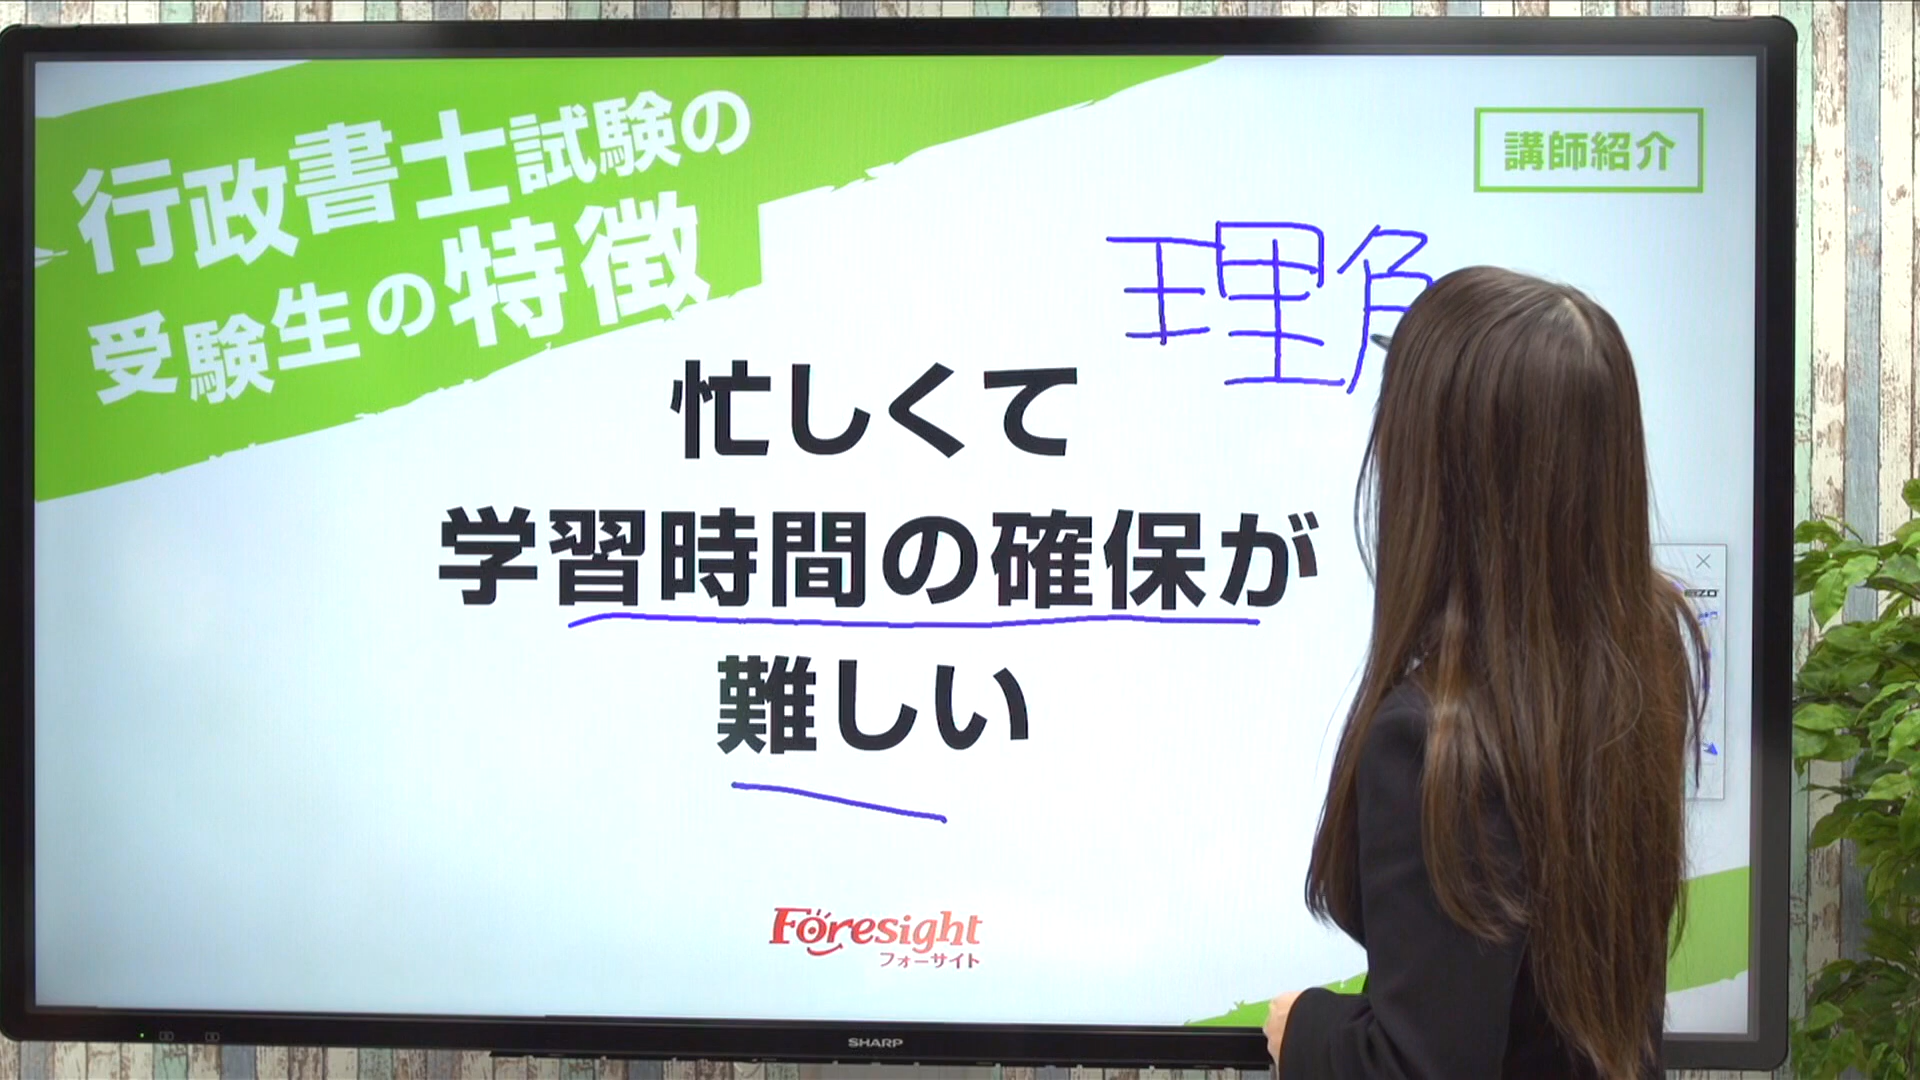 行政書士試験の
受験生の特徴
講師紹介
理
忙しくて
学習時間の確保が
難しい
EIZO
Foresight
フォーサイト
SHARP